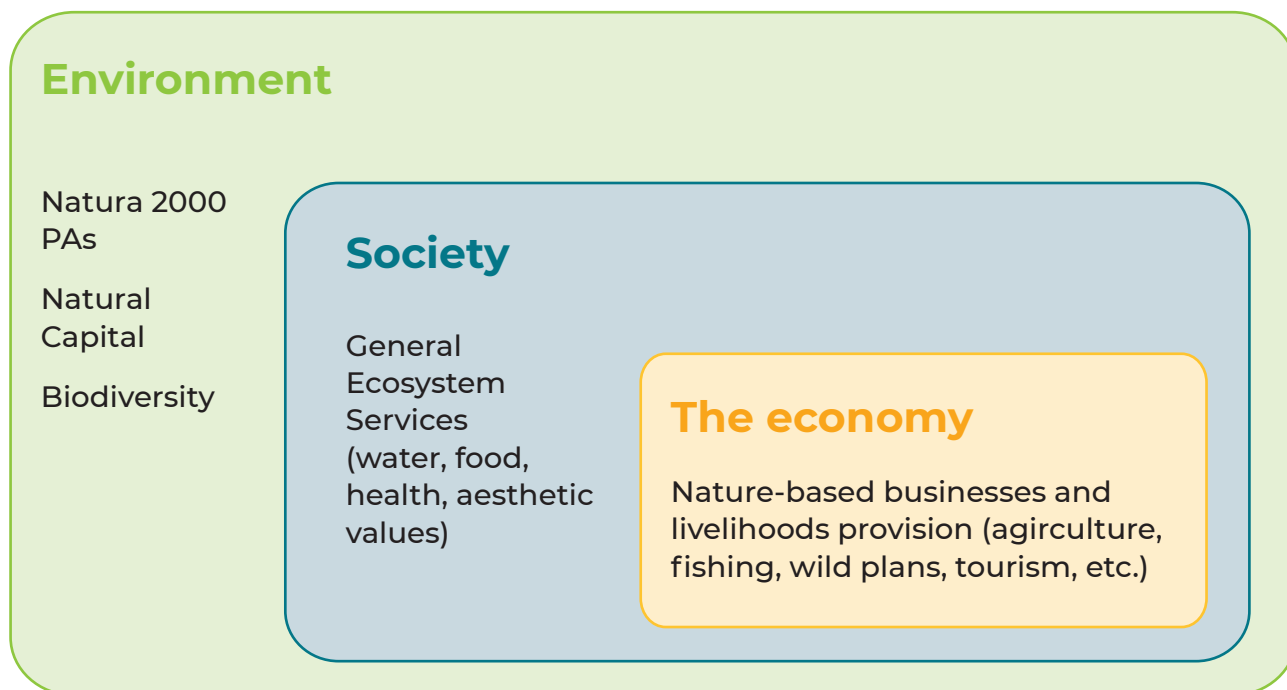 Environment
Natura 2000
PAs
Natural
Capital
Biodiversity
Society
General
Ecosystem
Services
(water, food,
health, aesthetic
values)
The economy
Nature-based businesses and
livelihoods provision (agirculture,
fishing, wild plans, tourism, etc.)